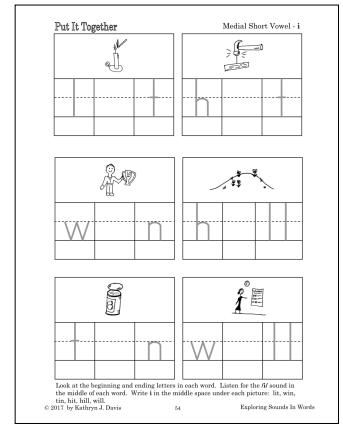 Put It Together
Medial Short Vowel - i
l t
h t
w n
h ll
t n
w ll
Look at the beginning and ending letters in each word. Listen for the /i/ sound in
the middle of each word. Write i in the middle space under each picture: lit, win,
tin, hit, hill, will.
© 2017 by Kathryn J. Davis
54
Exploring Sounds In Words